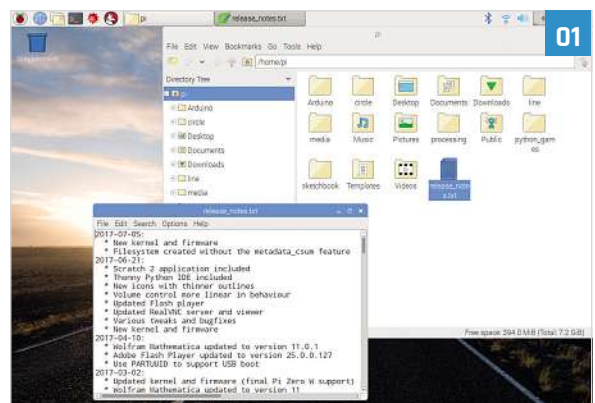 pi
release_notes.txt
01
pi
File Edit View Bookmarks Go Tools Help
/home/pi
Directory Tree
pi
Arduino
circle
Desktop
Documents
Downloads
line
media
Arduino circle Desktop Documents Downloads line
media Music Pictures processing Public python_gam
es
sketchbook Templates Videos release_note
s.txt
Free space: 394.0 MiB (Total: 7.2 GiB)
release_notes.txt
File Edit Search Options Help
2017-07-05:
* New kernel and firmware
* Filesystem created without the metadata_csum feature
2017-06-21:
* Scratch 2 application included
* Thonny Python IDE included
* New icons with thinner outlines
* Volume control more linear in behaviour
* Updated Flash player
* Updated RealVNC server and viewer
* Various tweaks and bugfixes
* New kernel and firmware
2017-04-10:
* Wolfram Mathematica updated to version 11.0.1
* Adobe Flash Player updated to version 25.0.0.127
* Use PARTUUID to support USB boot
2017-03-02:
* Updated kernel and firmware (final Pi Zero W support)
* Wolfram Mathematica updated to version 11